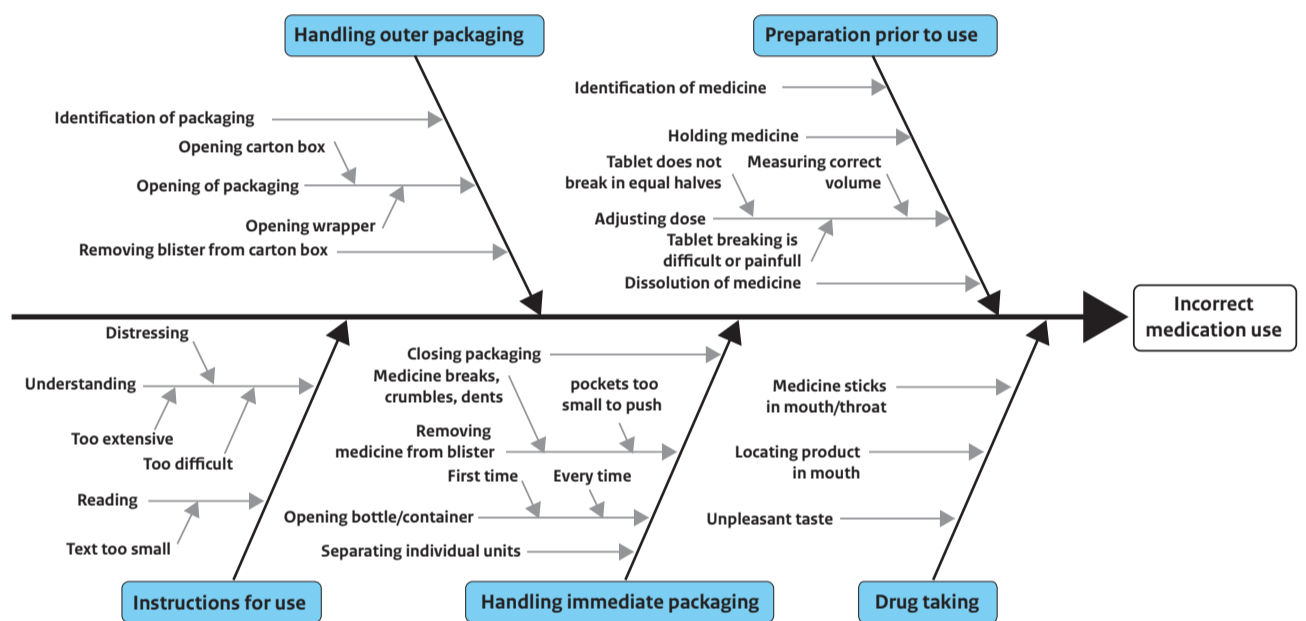 Handling outer packaging
Preparation prior to use
Identification of packaging
Opening carton box
Opening of packaging
Opening wrapper
Removing blister from carton box
Identification of medicine
Holding medicine
Tablet does not
break in equal halves
Measuring correct
volume
Adjusting dose
Tablet breaking is
difficult or painfull
Dissolution of medicine
Incorrect
medication use
Distressing
Understanding
Too extensive
Too difficult
Reading
Text too small
Closing packaging
Medicine breaks,
crumbles, dents
pockets too
small to push
Removing
medicine from blister
First time
Every time
Opening bottle/container
Separating individual units
Medicine sticks
in mouth/throat
Locating product
in mouth
Unpleasant taste
Instructions for use
Handling immediate packaging
Drug taking